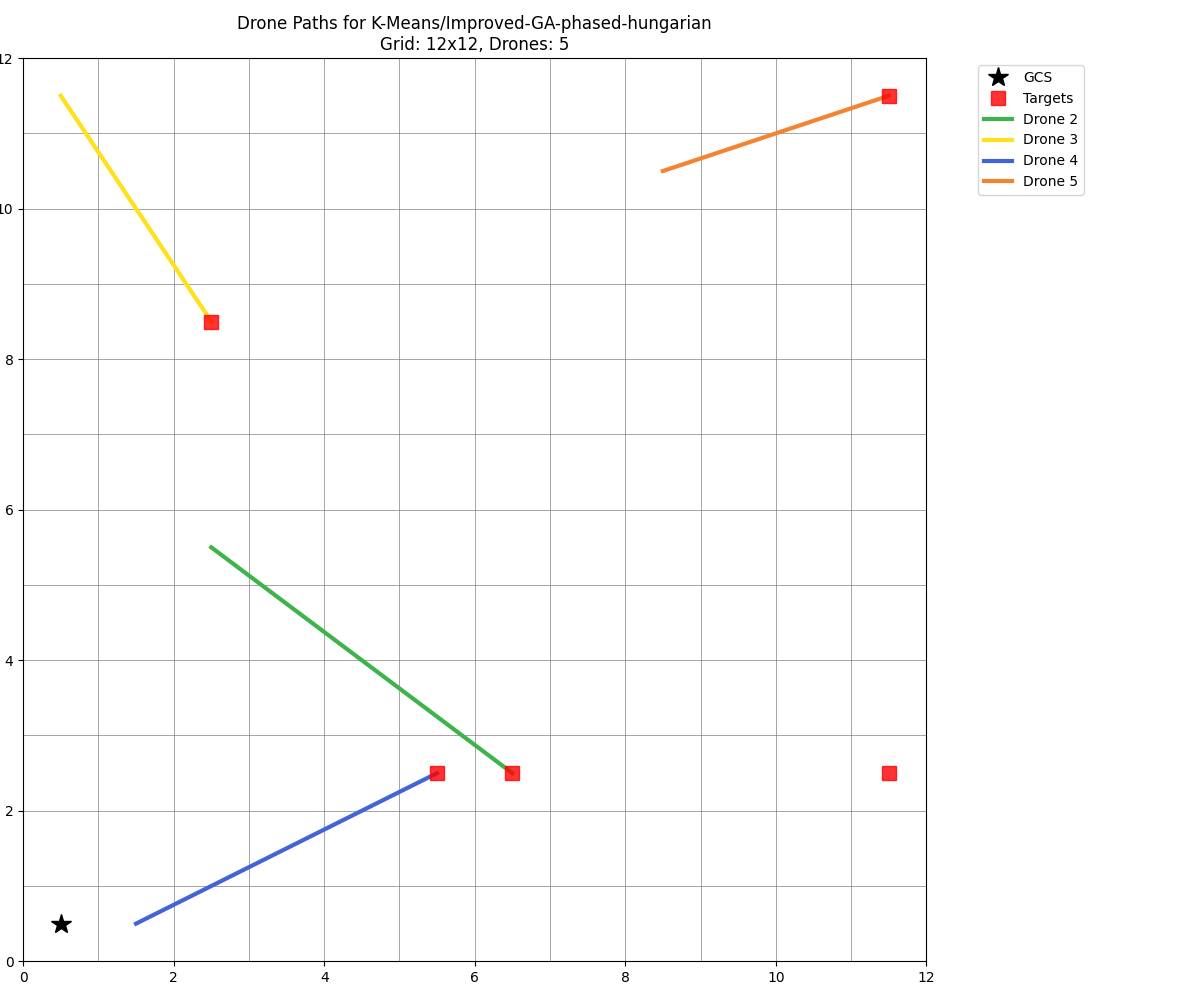 Drone Paths for K-Means/Improved-GA-phased-hungarian
Grid: 12x12, Drones: 5
GCS
Targets
Drone 2
Drone 3
Drone 4
Drone 5
12
10
8
6
4
2
0
0 2 4 6 8 10 12